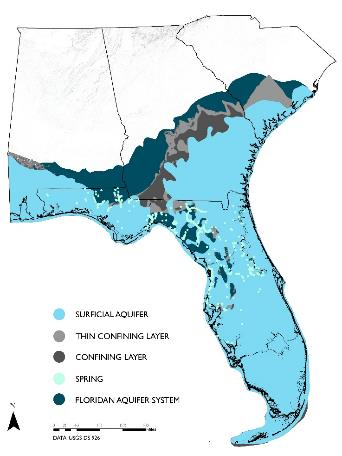 SURFICIAL AQUIFER
THIN CONFINING LAYER
CONFINING LAYER
SPRING
FLORIDAN AQUIFER SYSTEM
N
DATA: USGS DS 926